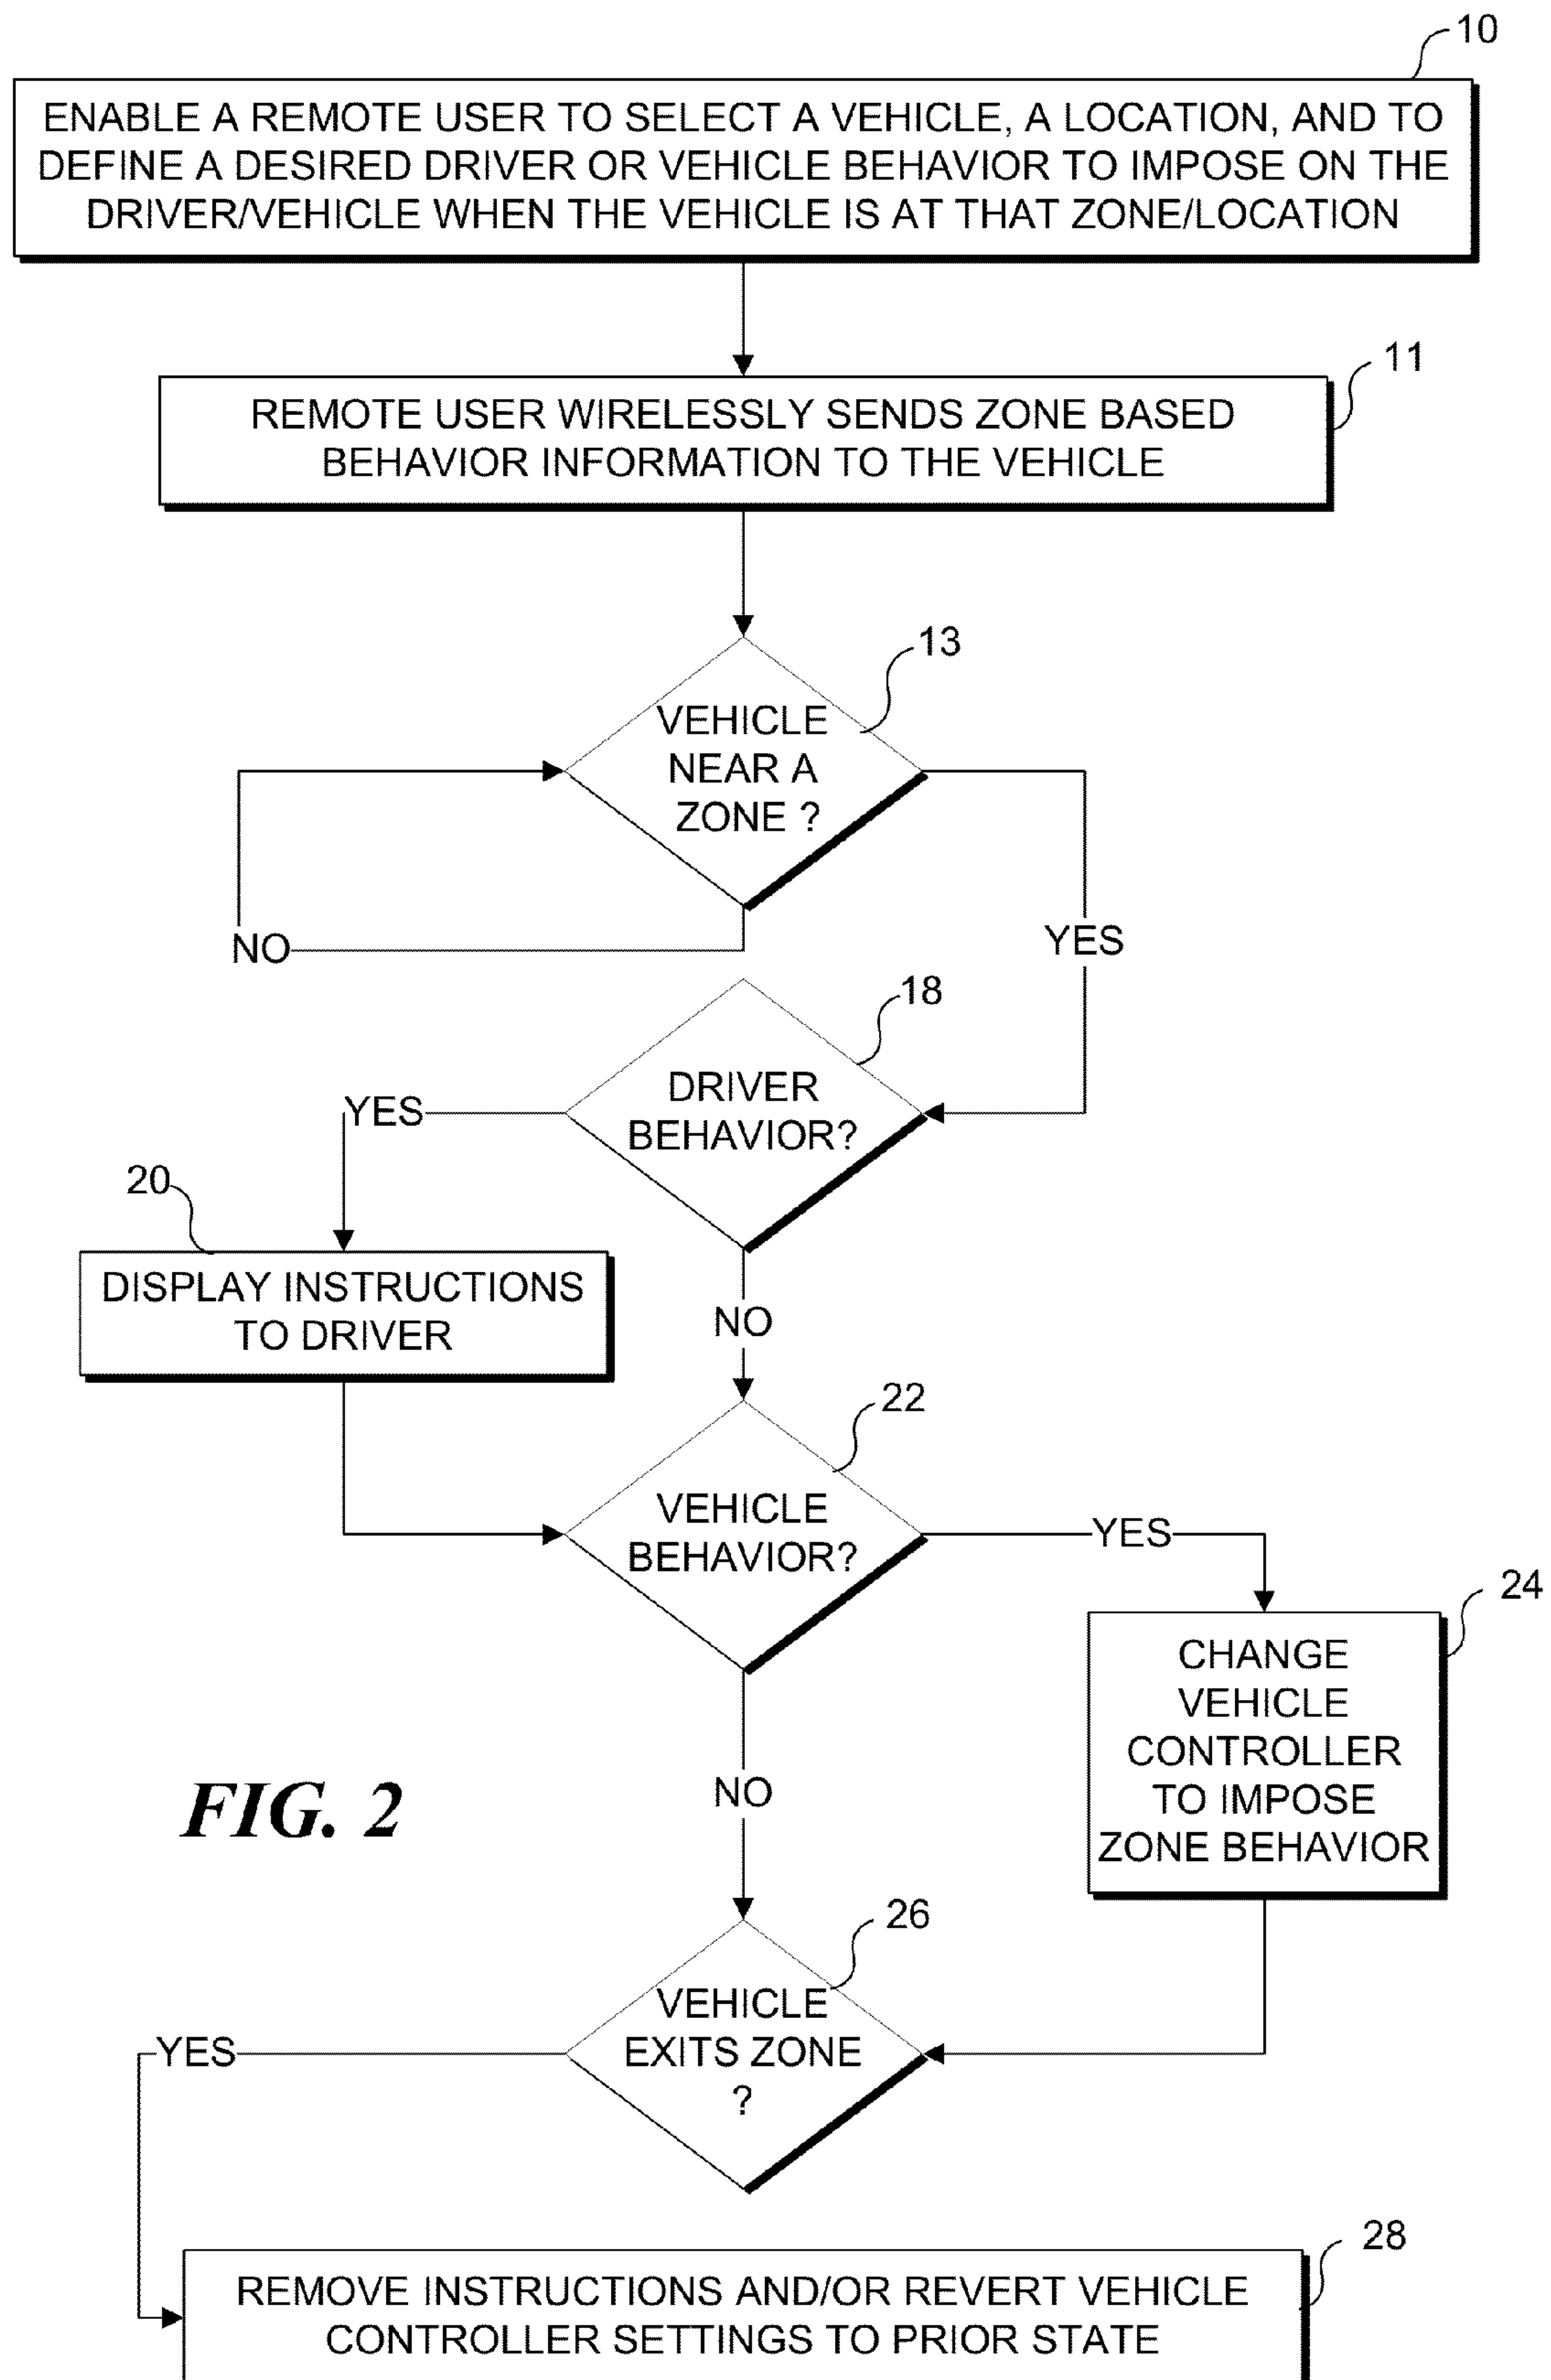 10
ENABLE A REMOTE USER TO SELECT A VEHICLE, A LOCATION, AND TO
DEFINE A DESIRED DRIVER OR VEHICLE BEHAVIOR TO IMPOSE ON THE
DRIVER/VEHICLE WHEN THE VEHICLE IS AT THAT ZONE/LOCATION
11
REMOTE USER WIRELESSLY SENDS ZONE BASED
BEHAVIOR INFORMATION TO THE VEHICLE
13
VEHICLE
NEAR A
ZONE ?
NO
YES
18
DRIVER
BEHAVIOR?
YES
20
DISPLAY INSTRUCTIONS
TO DRIVER
NO
22
VEHICLE
BEHAVIOR?
YES
24
CHANGE
VEHICLE
CONTROLLER
TO IMPOSE
ZONE BEHAVIOR
NO
FIG. 2
26
VEHICLE
EXITS ZONE
?
YES
28
REMOVE INSTRUCTIONS AND/OR REVERT VEHICLE
CONTROLLER SETTINGS TO PRIOR STATE